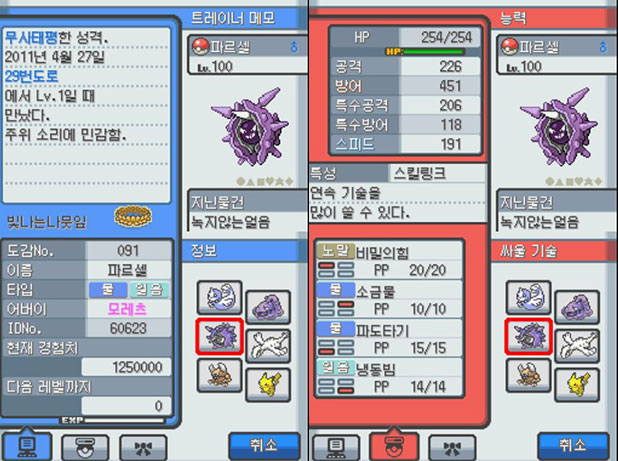 트레이너 메모
무사태평한 성격.
2011년 4월 27일
29번도로
에서 Lv.1일 때
만났다.
주위 소리에 민감함.
파르셀 ♂
Lv.100
빛나는나뭇잎
지닌물건
녹지않는얼음
정보
도감No. 091
이름 파르셀
타입 물 얼음
어버이 모레츠
IDNo. 60623
현재 경험치
1250000
다음 레벨까지
0
EXP
취소
능력
HP 254/254
HP:
공격 226
방어 451
특수공격 206
특수방어 118
스피드 191
파르셀 ♂
Lv.100
특성 스킬링크
연속 기술을
많이 쓸 수 있다.
지닌물건
녹지않는얼음
싸울 기술
노말 비밀의힘
PP 20/20
물 소금물
PP 10/10
물 파도타기
PP 15/15
얼음 냉동빔
PP 14/14
취소